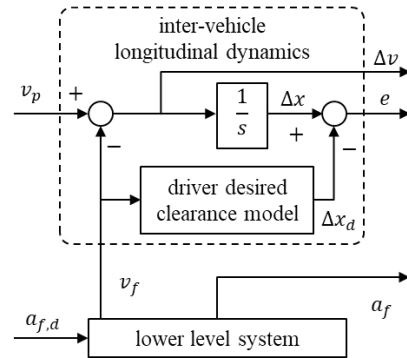 inter-vehicle
longitudinal dynamics
Δv
v_p
+
−
1
s
Δx
+
e
−
driver desired
clearance model
Δx_d
v_f
a_{f,d}
a_f
lower level system